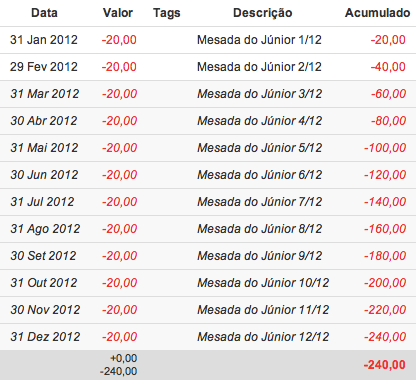 Data Valor Tags Descrição Acumulado
31 Jan 2012 -20,00 Mesada do Júnior 1/12 -20,00
29 Fev 2012 -20,00 Mesada do Júnior 2/12 -40,00
31 Mar 2012 -20,00 Mesada do Júnior 3/12 -60,00
30 Abr 2012 -20,00 Mesada do Júnior 4/12 -80,00
31 Mai 2012 -20,00 Mesada do Júnior 5/12 -100,00
30 Jun 2012 -20,00 Mesada do Júnior 6/12 -120,00
31 Jul 2012 -20,00 Mesada do Júnior 7/12 -140,00
31 Ago 2012 -20,00 Mesada do Júnior 8/12 -160,00
30 Set 2012 -20,00 Mesada do Júnior 9/12 -180,00
31 Out 2012 -20,00 Mesada do Júnior 10/12 -200,00
30 Nov 2012 -20,00 Mesada do Júnior 11/12 -220,00
31 Dez 2012 -20,00 Mesada do Júnior 12/12 -240,00
+0,00
-240,00 -240,00